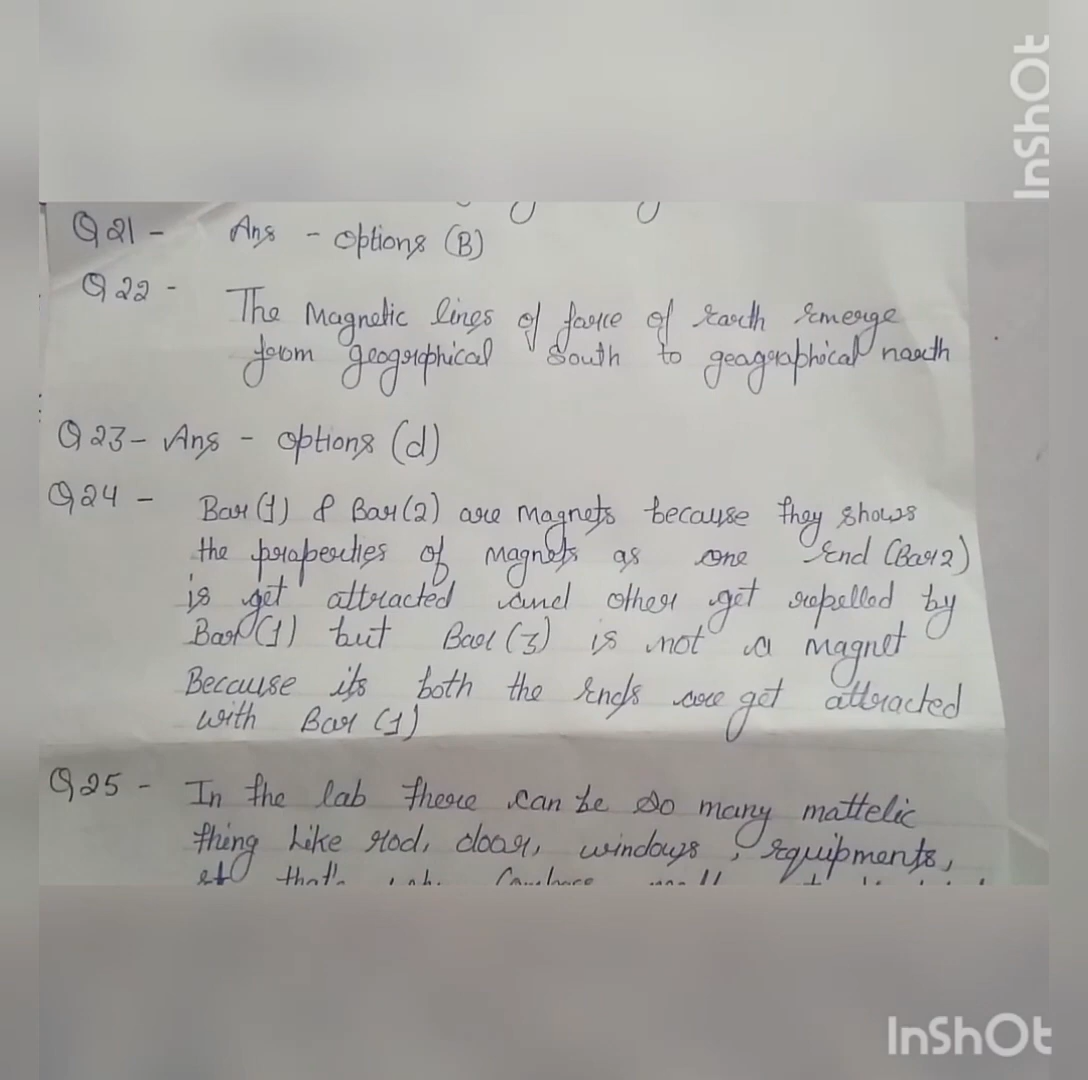 InShOt
Q21 - Ans - options (B)
Q22 - The Magnetic lines of force of earth emerge
from geographical south to geagraphical north
Q23 - Ans - options (d)
Q24 - Bar (1) & Bar (2) are magnets because they shows
the properties of magnets as one end (Bar 2)
is get attracted and other get repelled by
Bar (1) but Bar (3) is not a magnet
Because its both the ends are get attracted
with Bar (1)
Q25 - In the lab there can be so many mattelic
thing like rod, door, windows, equipments,
InShOt